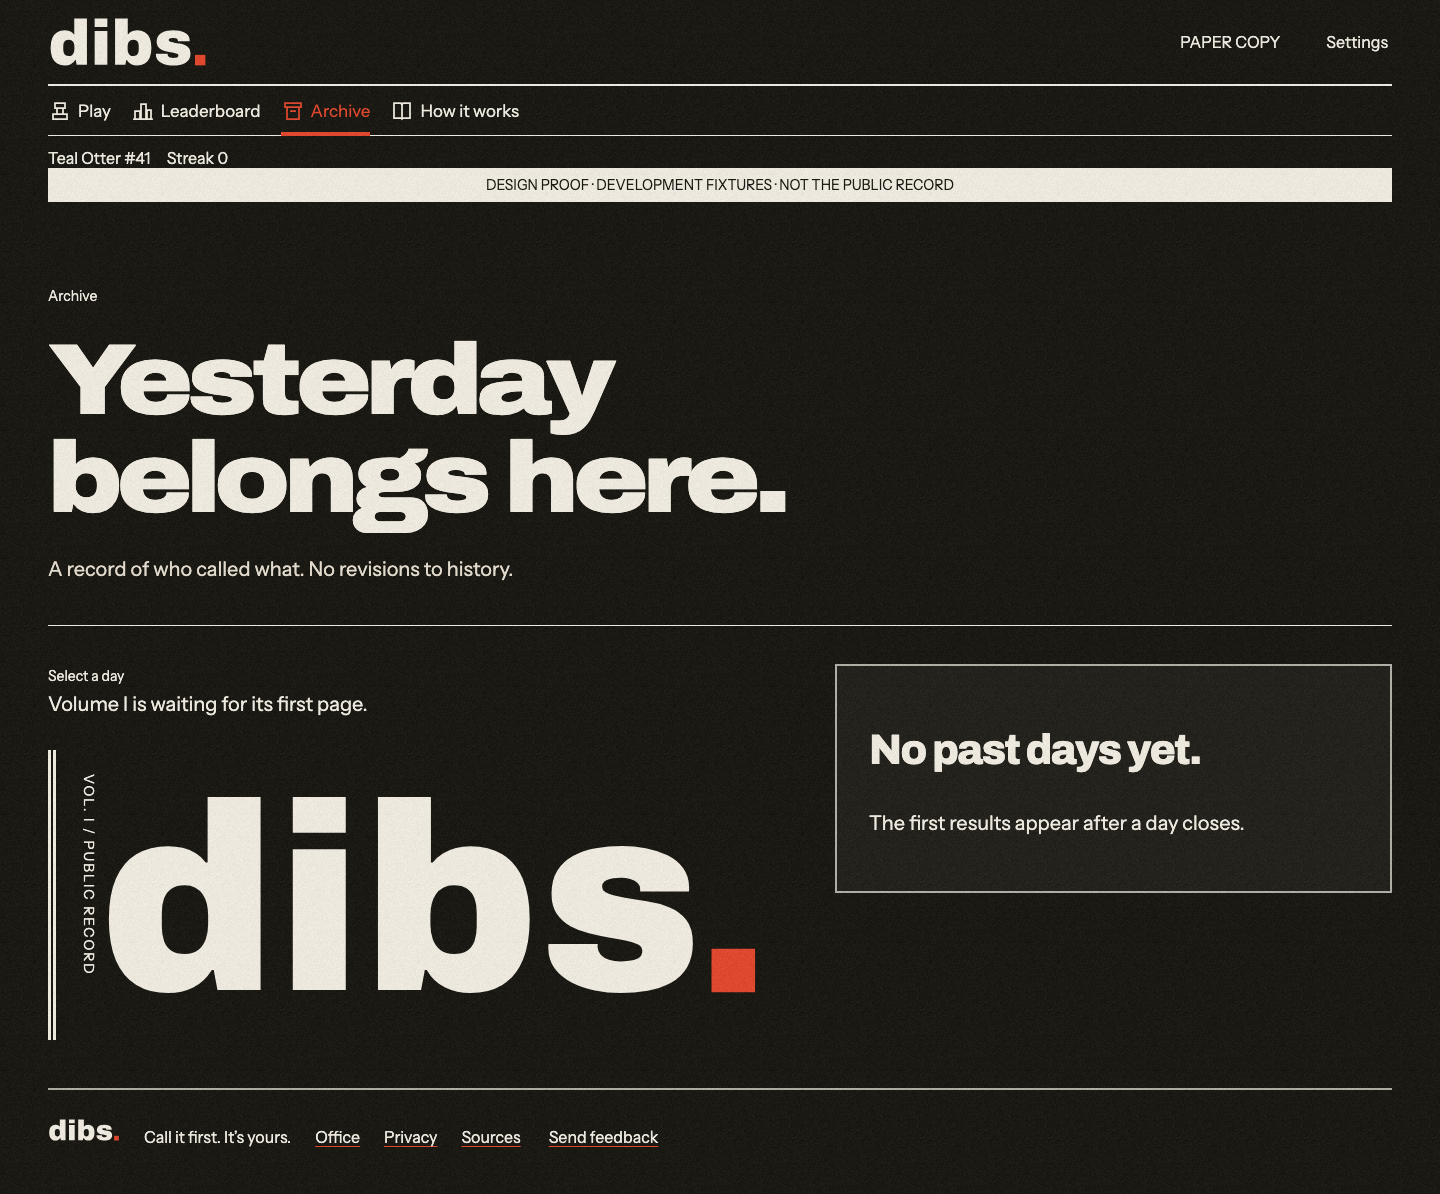 dibs.
PAPER COPY Settings
Play Leaderboard Archive How it works
Teal Otter #41 Streak 0
DESIGN PROOF · DEVELOPMENT FIXTURES · NOT THE PUBLIC RECORD
Archive
Yesterday
belongs here.
A record of who called what. No revisions to history.
Select a day
Volume I is waiting for its first page.
VOL. I / PUBLIC RECORD
dibs.
No past days yet.
The first results appear after a day closes.
dibs. Call it first. It's yours. Office Privacy Sources Send feedback